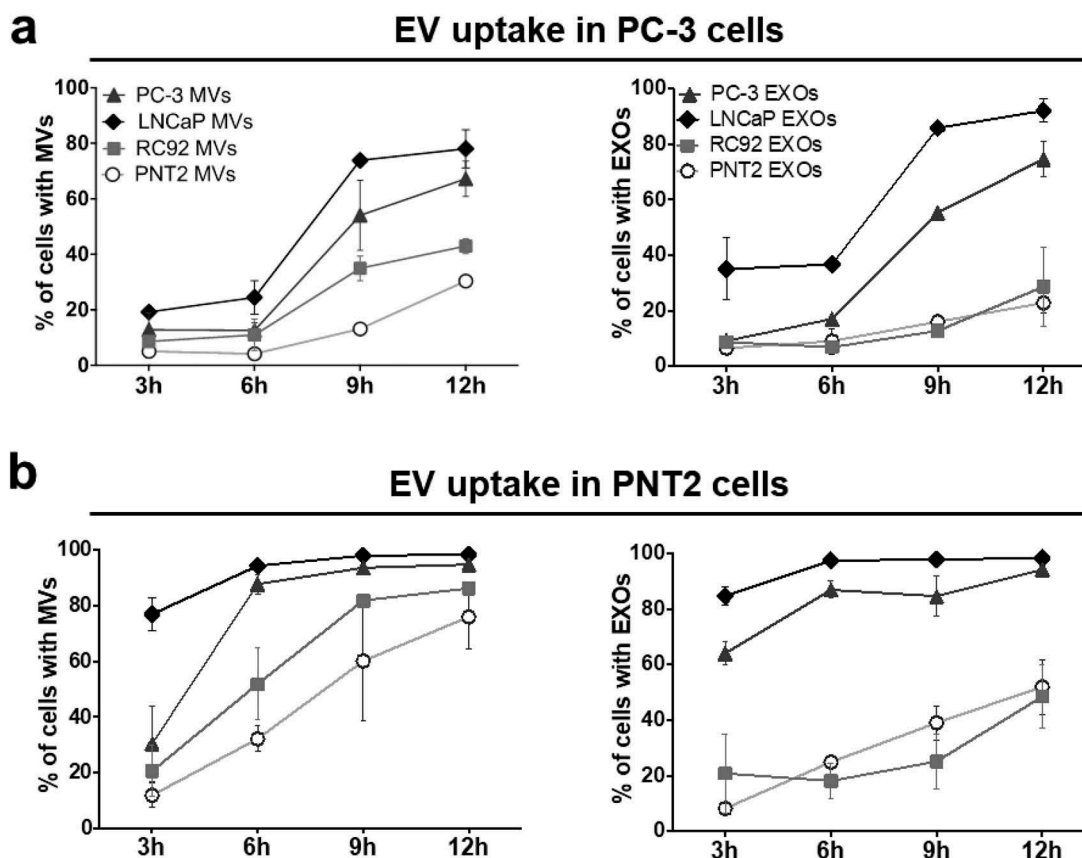 a
EV uptake in PC-3 cells
% of cells with MVs
100
80
60
40
20
0
PC-3 MVs
LNCaP MVs
RC92 MVs
PNT2 MVs
3h 6h 9h 12h
% of cells with EXOs
100
80
60
40
20
0
PC-3 EXOs
LNCaP EXOs
RC92 EXOs
PNT2 EXOs
3h 6h 9h 12h
b
EV uptake in PNT2 cells
% of cells with MVs
100
80
60
40
20
0
3h 6h 9h 12h
% of cells with EXOs
100
80
60
40
20
0
3h 6h 9h 12h